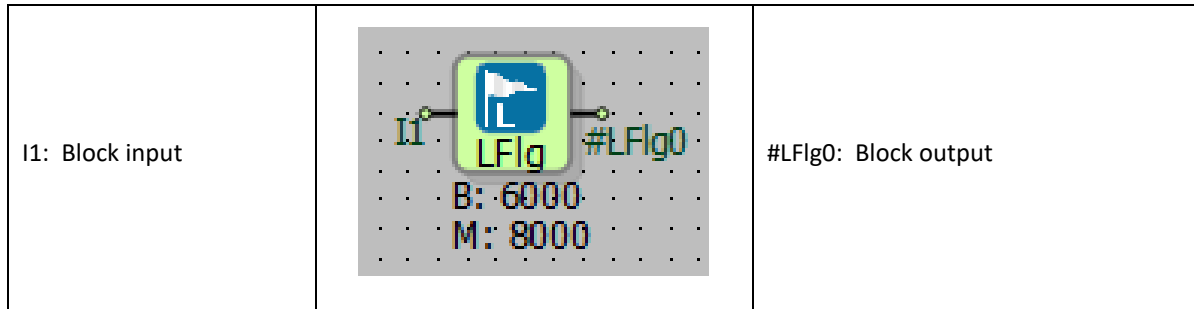 I1: Block input
L
I1
LFlg
#LFlg0
B: 6000
M: 8000
#LFlg0: Block output